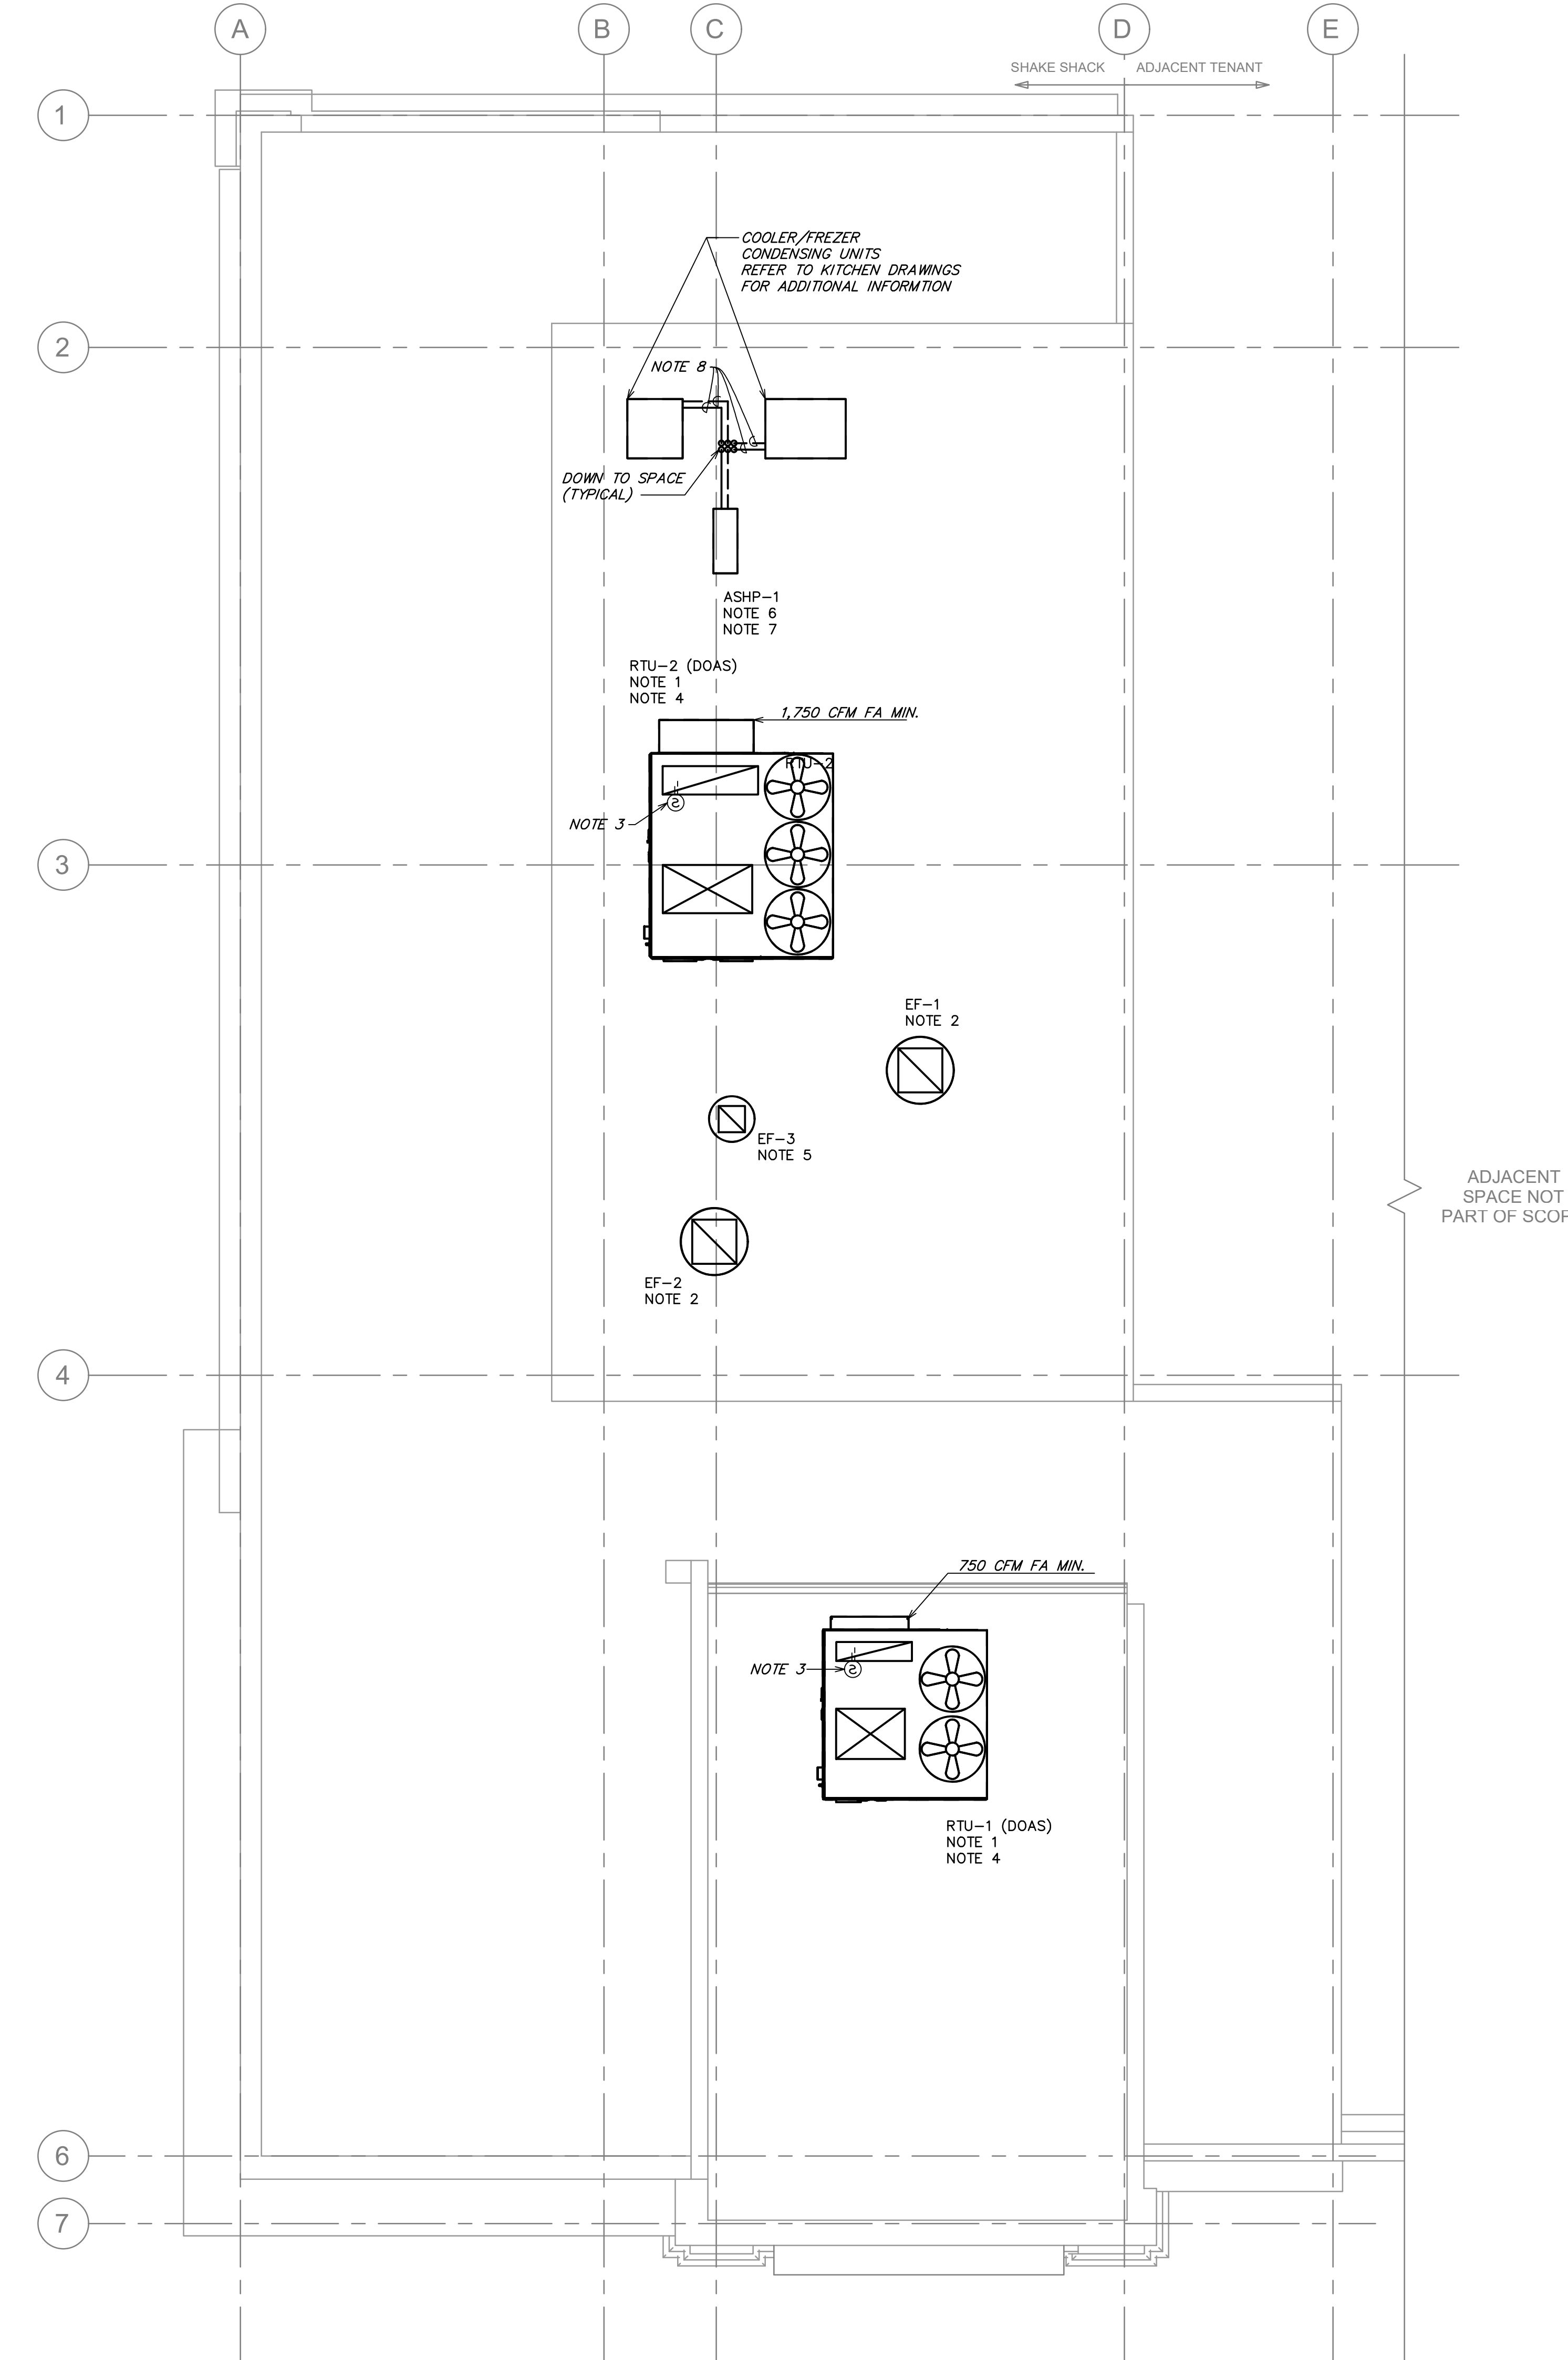 A
B
C
D
E
SHAKE SHACK
ADJACENT TENANT
1
COOLER/FREZER
CONDENSING UNITS
REFER TO KITCHEN DRAWINGS
FOR ADDITIONAL INFORMTION
2
NOTE 8
DOWN TO SPACE
(TYPICAL)
ASHP-1
NOTE 6
NOTE 7
RTU-2 (DOAS)
NOTE 1
NOTE 4
1,750 CFM FA MIN.
RTU-2
S
NOTE 3
3
EF-1
NOTE 2
EF-3
NOTE 5
ADJACENT
SPACE NOT
PART OF SCOP
EF-2
NOTE 2
4
750 CFM FA MIN.
NOTE 3
S
RTU-1 (DOAS)
NOTE 1
NOTE 4
6
7